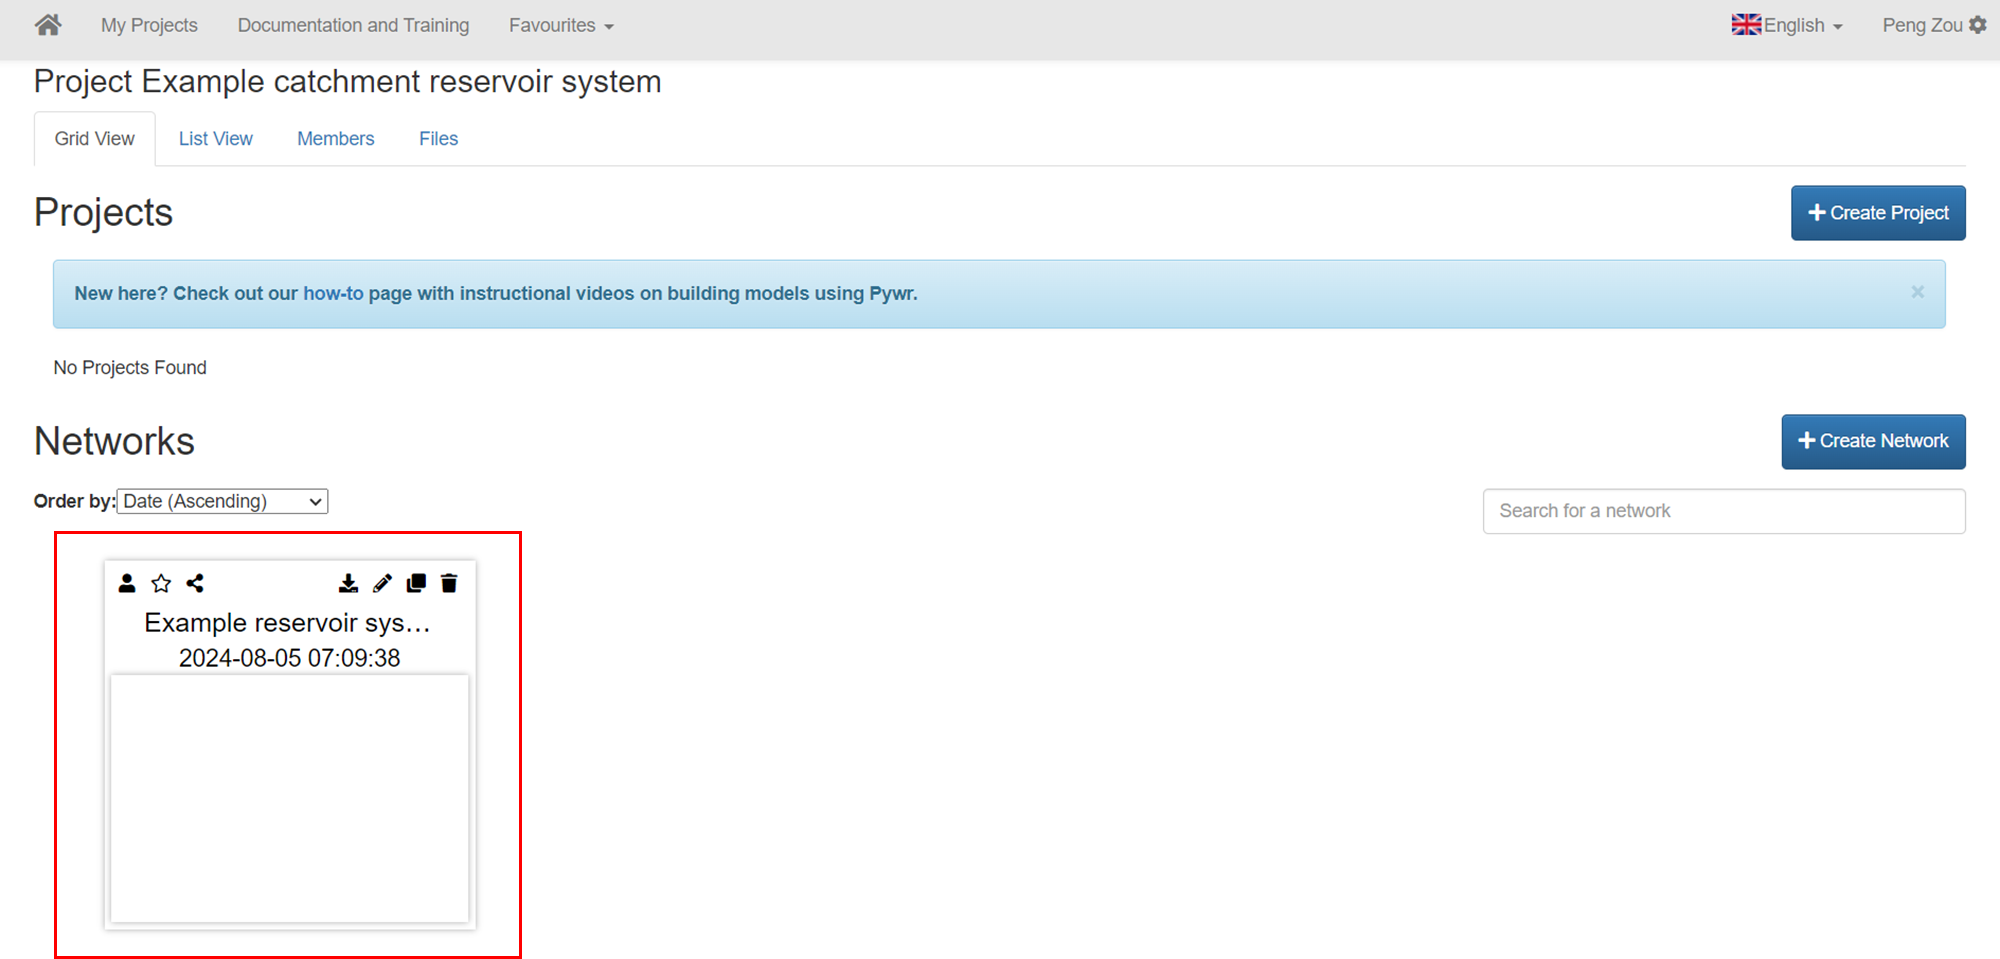 My Projects Documentation and Training Favourites English Peng Zou
Project Example catchment reservoir system
Grid View List View Members Files
Projects
Create Project
New here? Check out our how-to page with instructional videos on building models using Pywr.
No Projects Found
Networks
Create Network
Order by: Date (Ascending)
Search for a network
Example reservoir sys...
2024-08-05 07:09:38